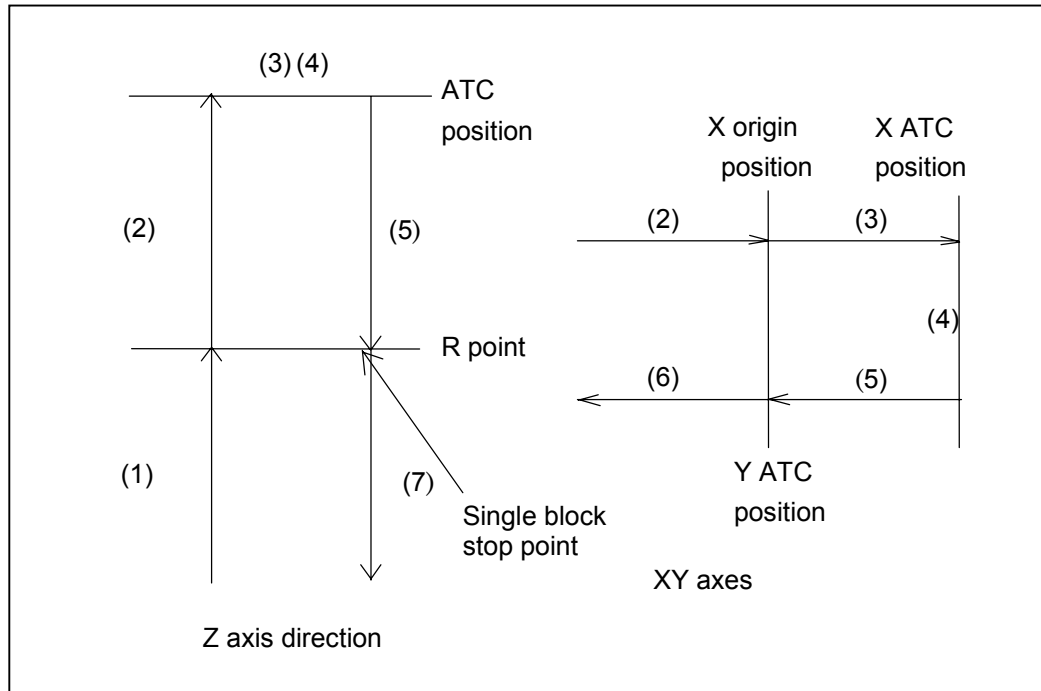 (3) (4)
ATC
position
(2)
(5)
R point
(1)
(7)
Single block
stop point
Z axis direction
X origin
position
X ATC
position
(2)
(3)
(4)
(6)
(5)
Y ATC
position
XY axes